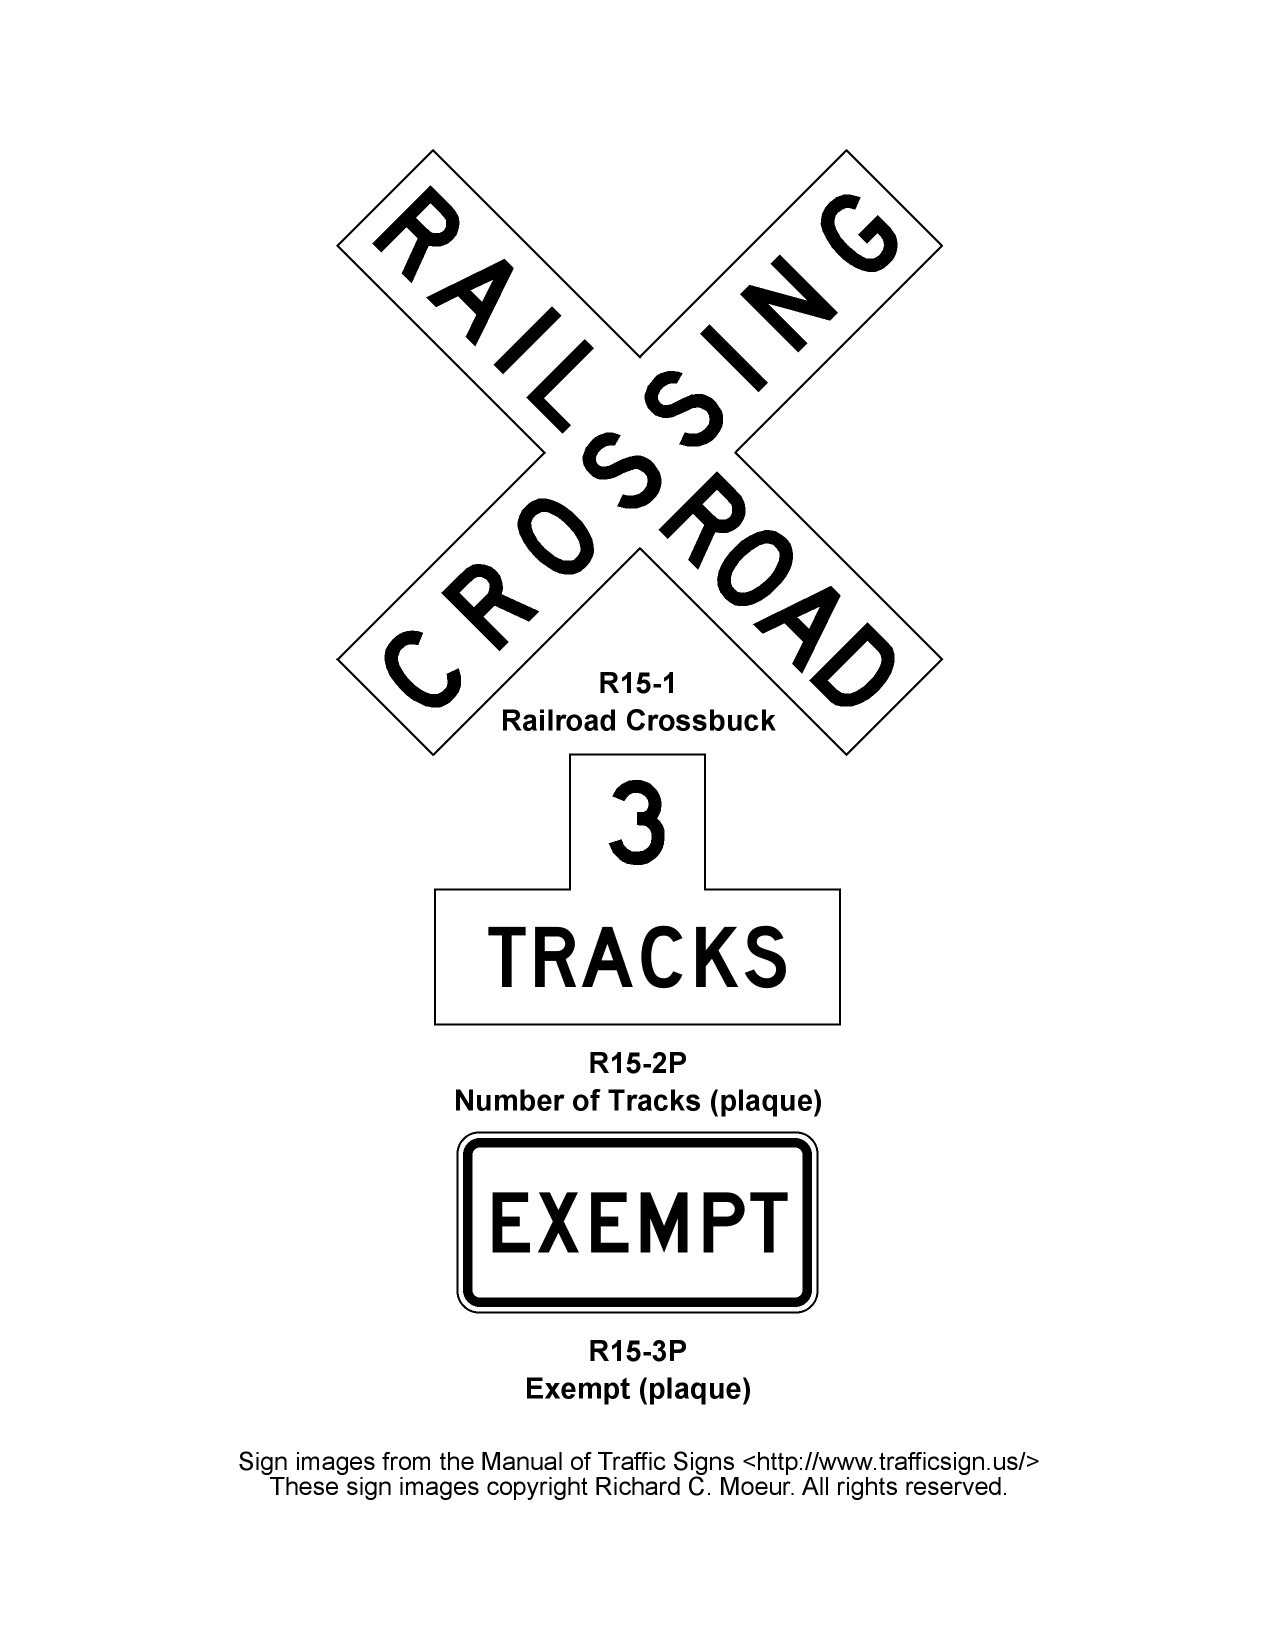 RAILROAD
CROSSING
R15-1
Railroad Crossbuck
3
TRACKS
R15-2P
Number of Tracks (plaque)
EXEMPT
R15-3P
Exempt (plaque)
Sign images from the Manual of Traffic Signs <http://www.trafficsign.us/>
These sign images copyright Richard C. Moeur. All rights reserved.